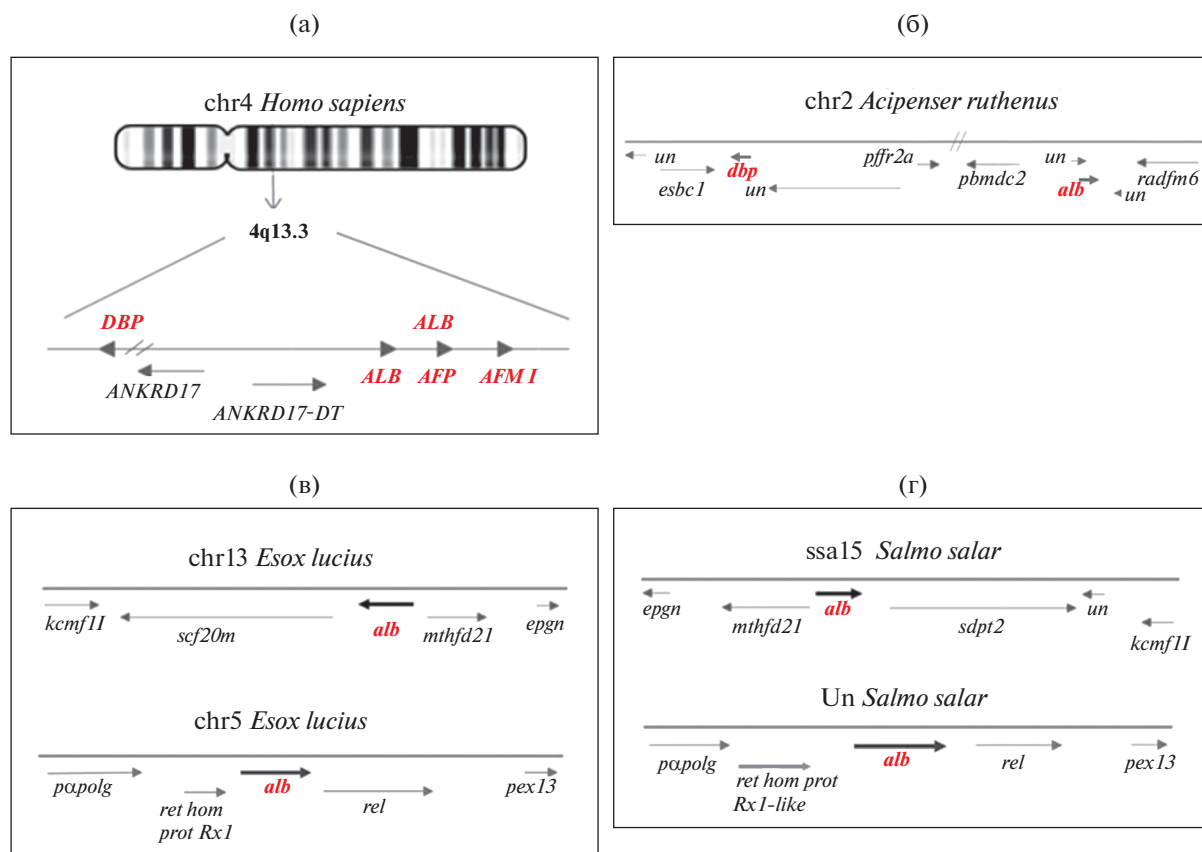 (а)
chr4 Homo sapiens
4q13.3
DBP
ALB
ANKRD17
ALB
AFP
AFM I
ANKRD17-DT
(б)
chr2 Acipenser ruthenus
un
esbc1
dbp
un
pffr2a
pbmdc2
un
alb
un
radfm6
(в)
chr13 Esox lucius
kcmf1I
scf20m
alb
mthfd21
epgn
chr5 Esox lucius
pαpolg
ret hom
prot Rx1
alb
rel
pex13
(г)
ssa15 Salmo salar
epgn
mthfd21
alb
sdpt2
un
kcmf1I
Un Salmo salar
pαpolg
ret hom prot
Rx1-like
alb
rel
pex13